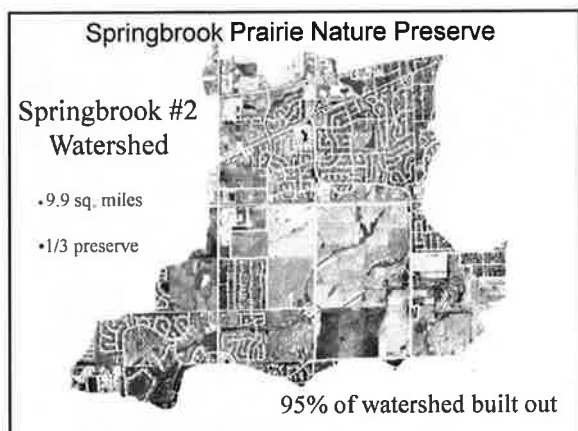 Springbrook Prairie Nature Preserve
Springbrook #2
Watershed
•9.9 sq. miles
•1/3 preserve
95% of watershed built out